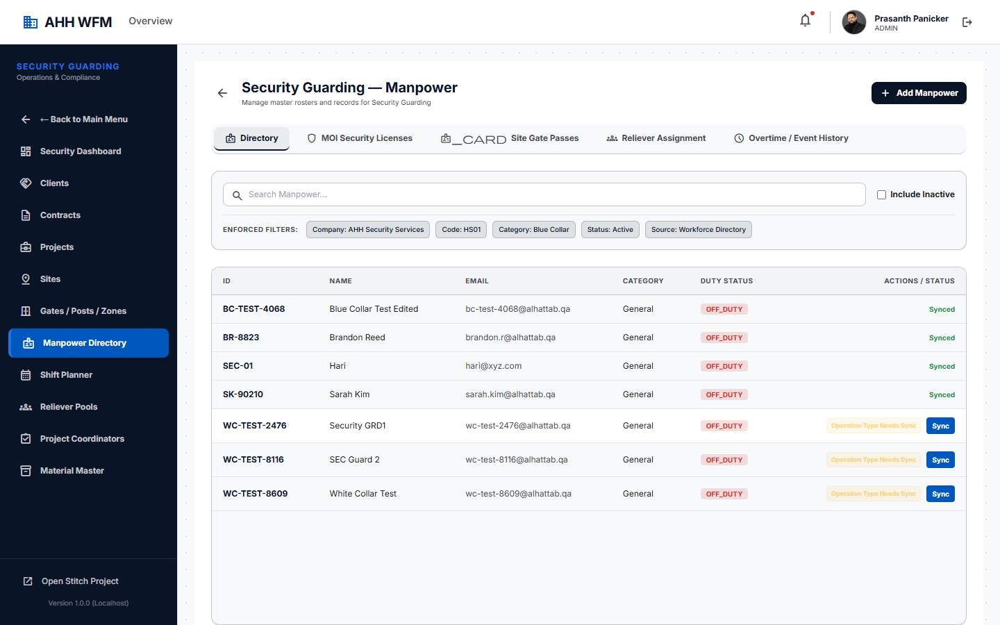 AHH WFM
Overview
Prasanth Panicker
ADMIN
SECURITY GUARDING
Operations & Compliance
← Back to Main Menu
Security Dashboard
Clients
Contracts
Projects
Sites
Gates / Posts / Zones
Manpower Directory
Shift Planner
Reliever Pools
Project Coordinators
Material Master
Open Stitch Project
Version 1.0.0 (Localhost)
Security Guarding — Manpower
Manage master rosters and records for Security Guarding
+ Add Manpower
Directory
MOI Security Licenses
_CARD Site Gate Passes
Reliever Assignment
Overtime / Event History
Search Manpower...
Include Inactive
ENFORCED FILTERS: Company: AHH Security Services Code: HS01 Category: Blue Collar Status: Active Source: Workforce Directory
ID NAME EMAIL CATEGORY DUTY STATUS ACTIONS / STATUS
BC-TEST-4068 Blue Collar Test Edited bc-test-4068@alhattab.qa General OFF_DUTY Synced
BR-8823 Brandon Reed brandon.r@alhattab.qa General OFF_DUTY Synced
SEC-01 Hari hari@xyz.com General OFF_DUTY Synced
SK-90210 Sarah Kim sarah.kim@alhattab.qa General OFF_DUTY Synced
WC-TEST-2476 Security GRD1 wc-test-2476@alhattab.qa General OFF_DUTY Operation Type Needs Sync Sync
WC-TEST-8116 SEC Guard 2 wc-test-8116@alhattab.qa General OFF_DUTY Operation Type Needs Sync Sync
WC-TEST-8609 White Collar Test wc-test-8609@alhattab.qa General OFF_DUTY Operation Type Needs Sync Sync